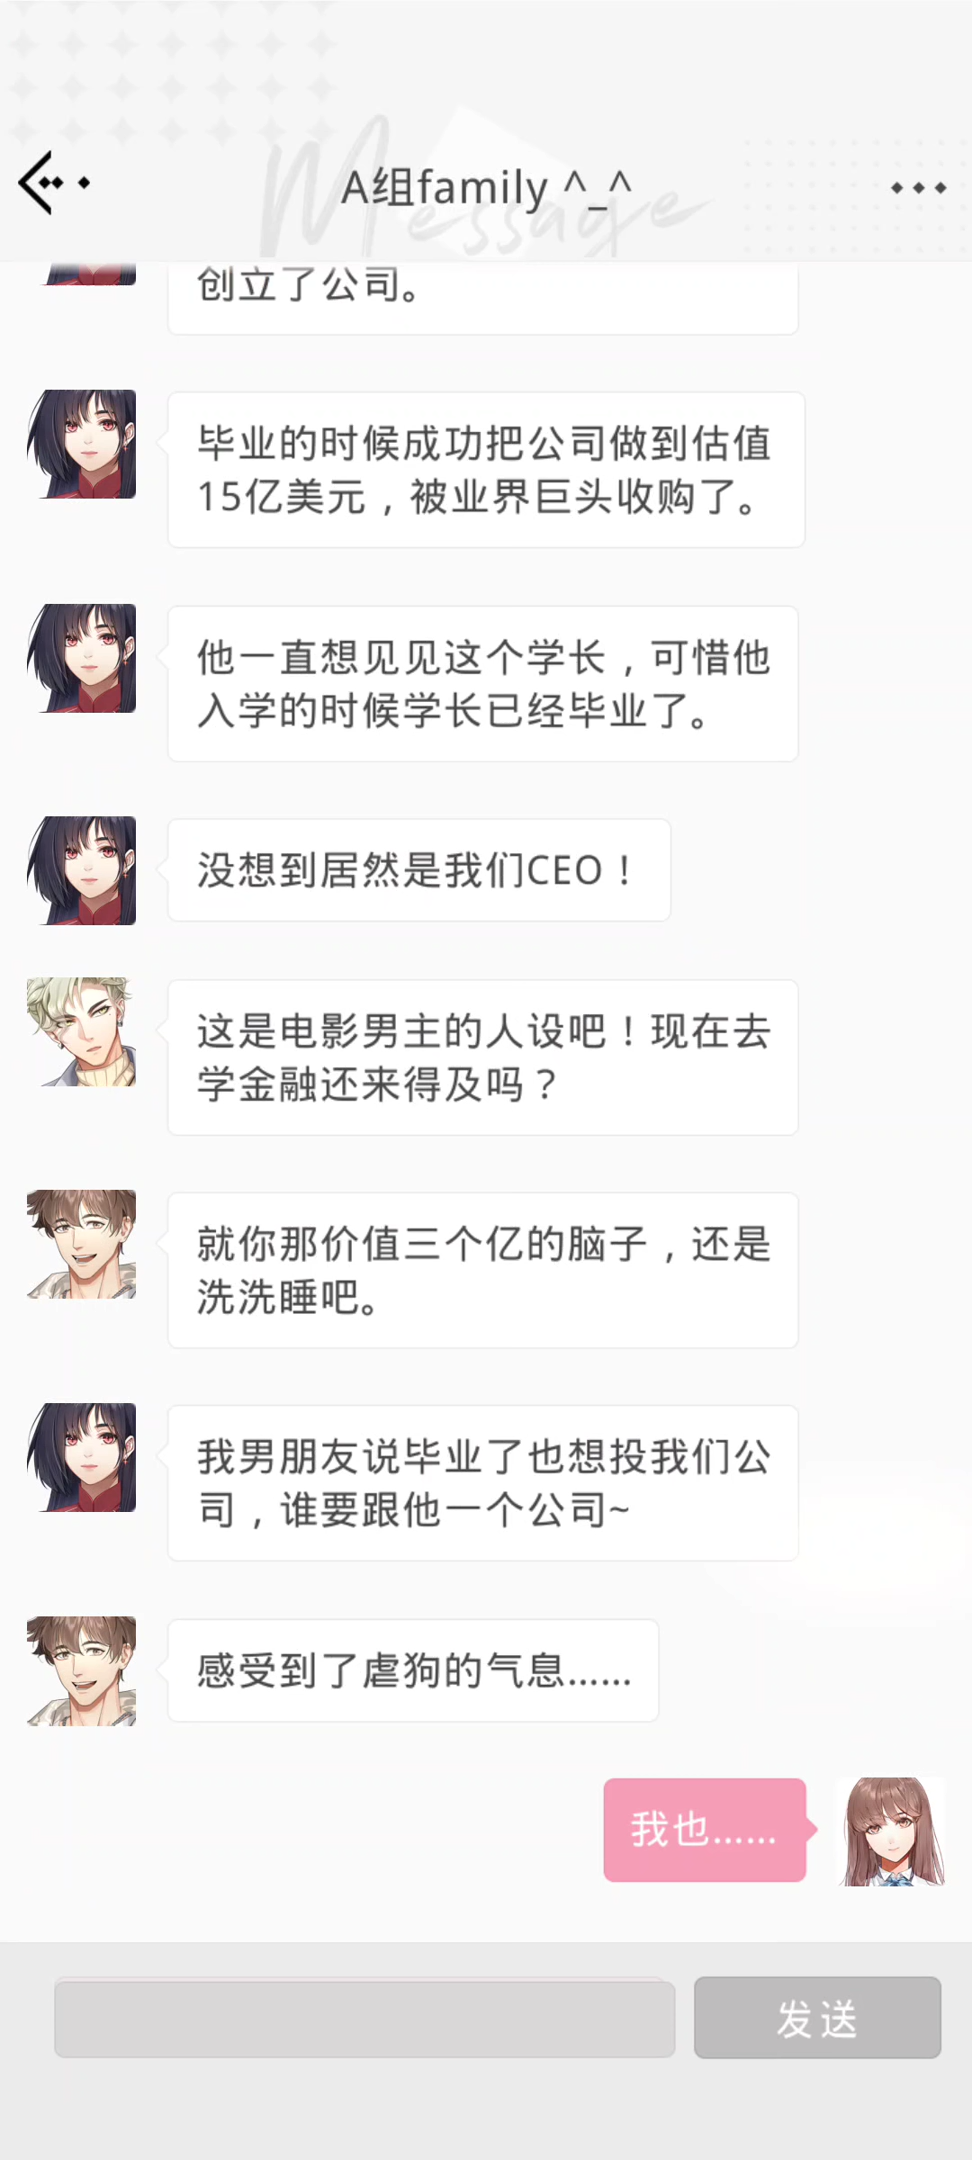 Message
A组family ^_^
创立了公司。
毕业的时候成功把公司做到估值
15亿美元，被业界巨头收购了。
他一直想见见这个学长，可惜他
入学的时候学长已经毕业了。
没想到居然是我们CEO！
这是电影男主的人设吧！现在去
学金融还来得及吗？
就你那价值三个亿的脑子，还是
洗洗睡吧。
我男朋友说毕业了也想投我们公
司，谁要跟他一个公司~
感受到了虐狗的气息……
我也……
发送